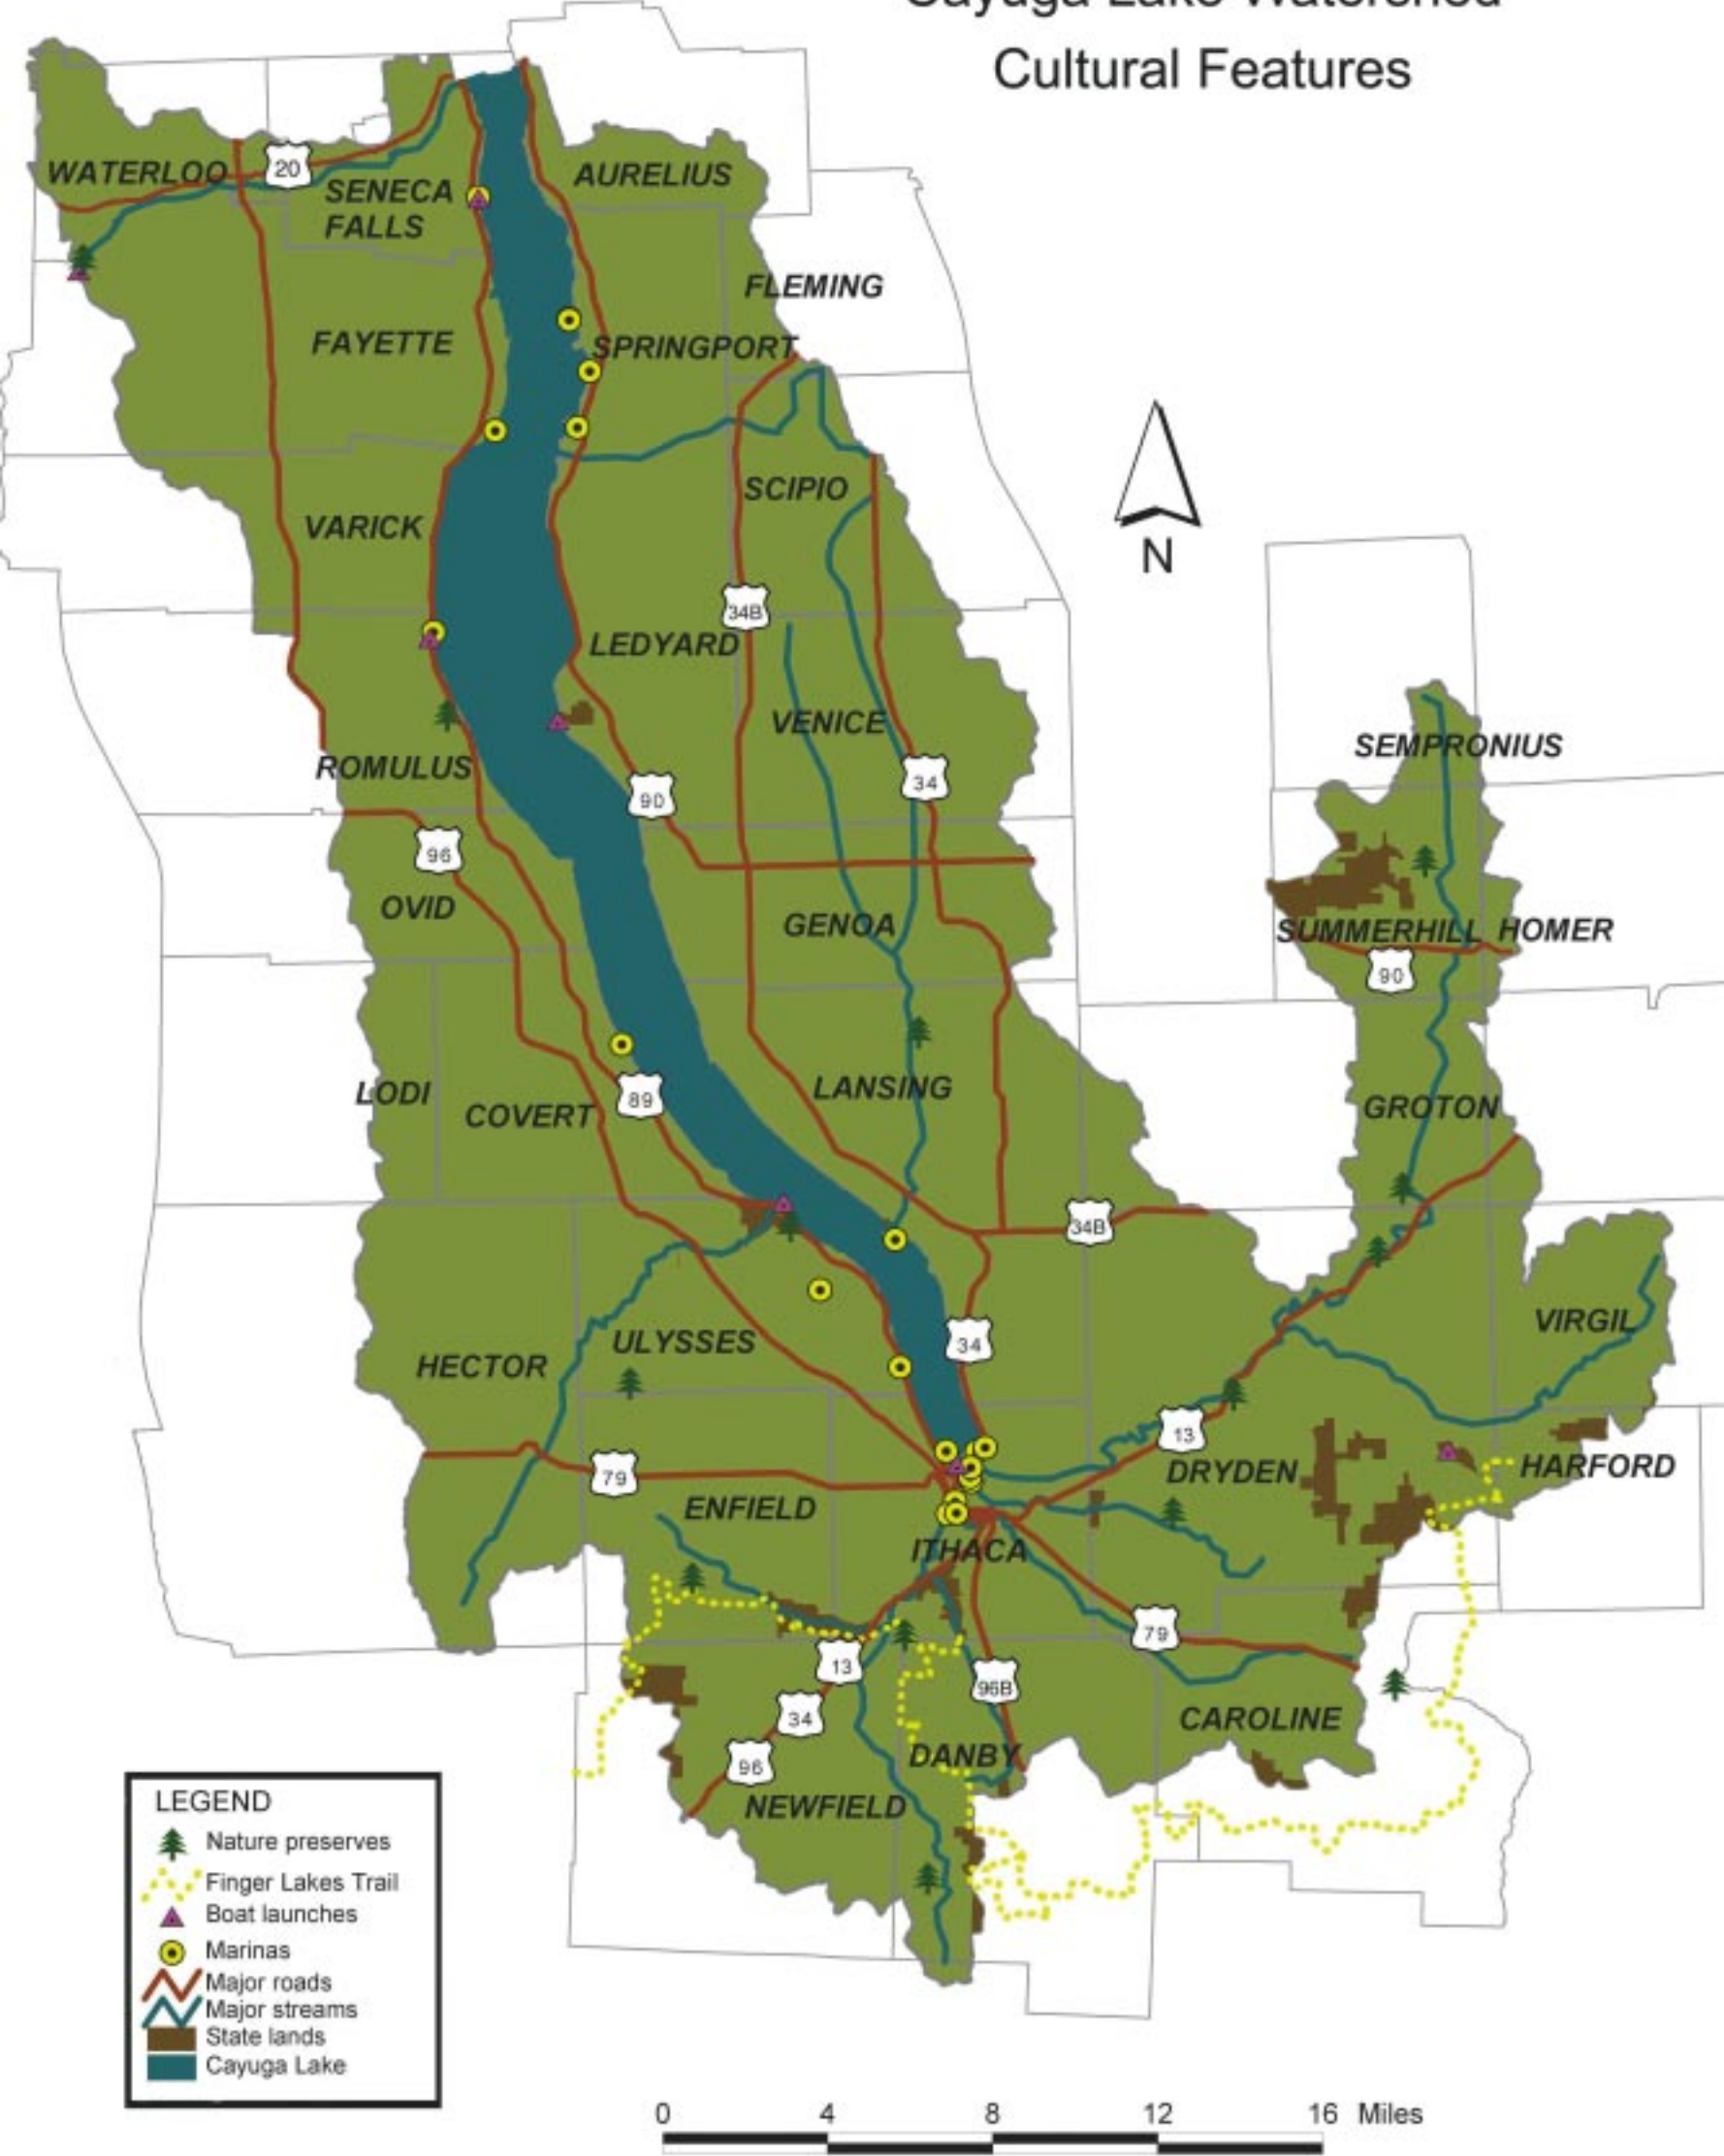 Cayuga Lake Watershed
Cultural Features
WATERLOO
20
SENECA
FALLS
AURELIUS
FLEMING
FAYETTE
SPRINGPORT
SCIPIO
VARICK
N
34B
LEDYARD
VENICE
SEMPRONIUS
ROMULUS
90
34
96
OVID
GENOA
SUMMERHILL
HOMER
90
LODI
COVERT
89
LANSING
GROTON
34B
VIRGIL
HECTOR
ULYSSES
34
13
79
DRYDEN
HARFORD
ENFIELD
ITHACA
79
13
96B
34
CAROLINE
96
DANBY
NEWFIELD
LEGEND
Nature preserves
Finger Lakes Trail
Boat launches
Marinas
Major roads
Major streams
State lands
Cayuga Lake
0 4 8 12 16 Miles